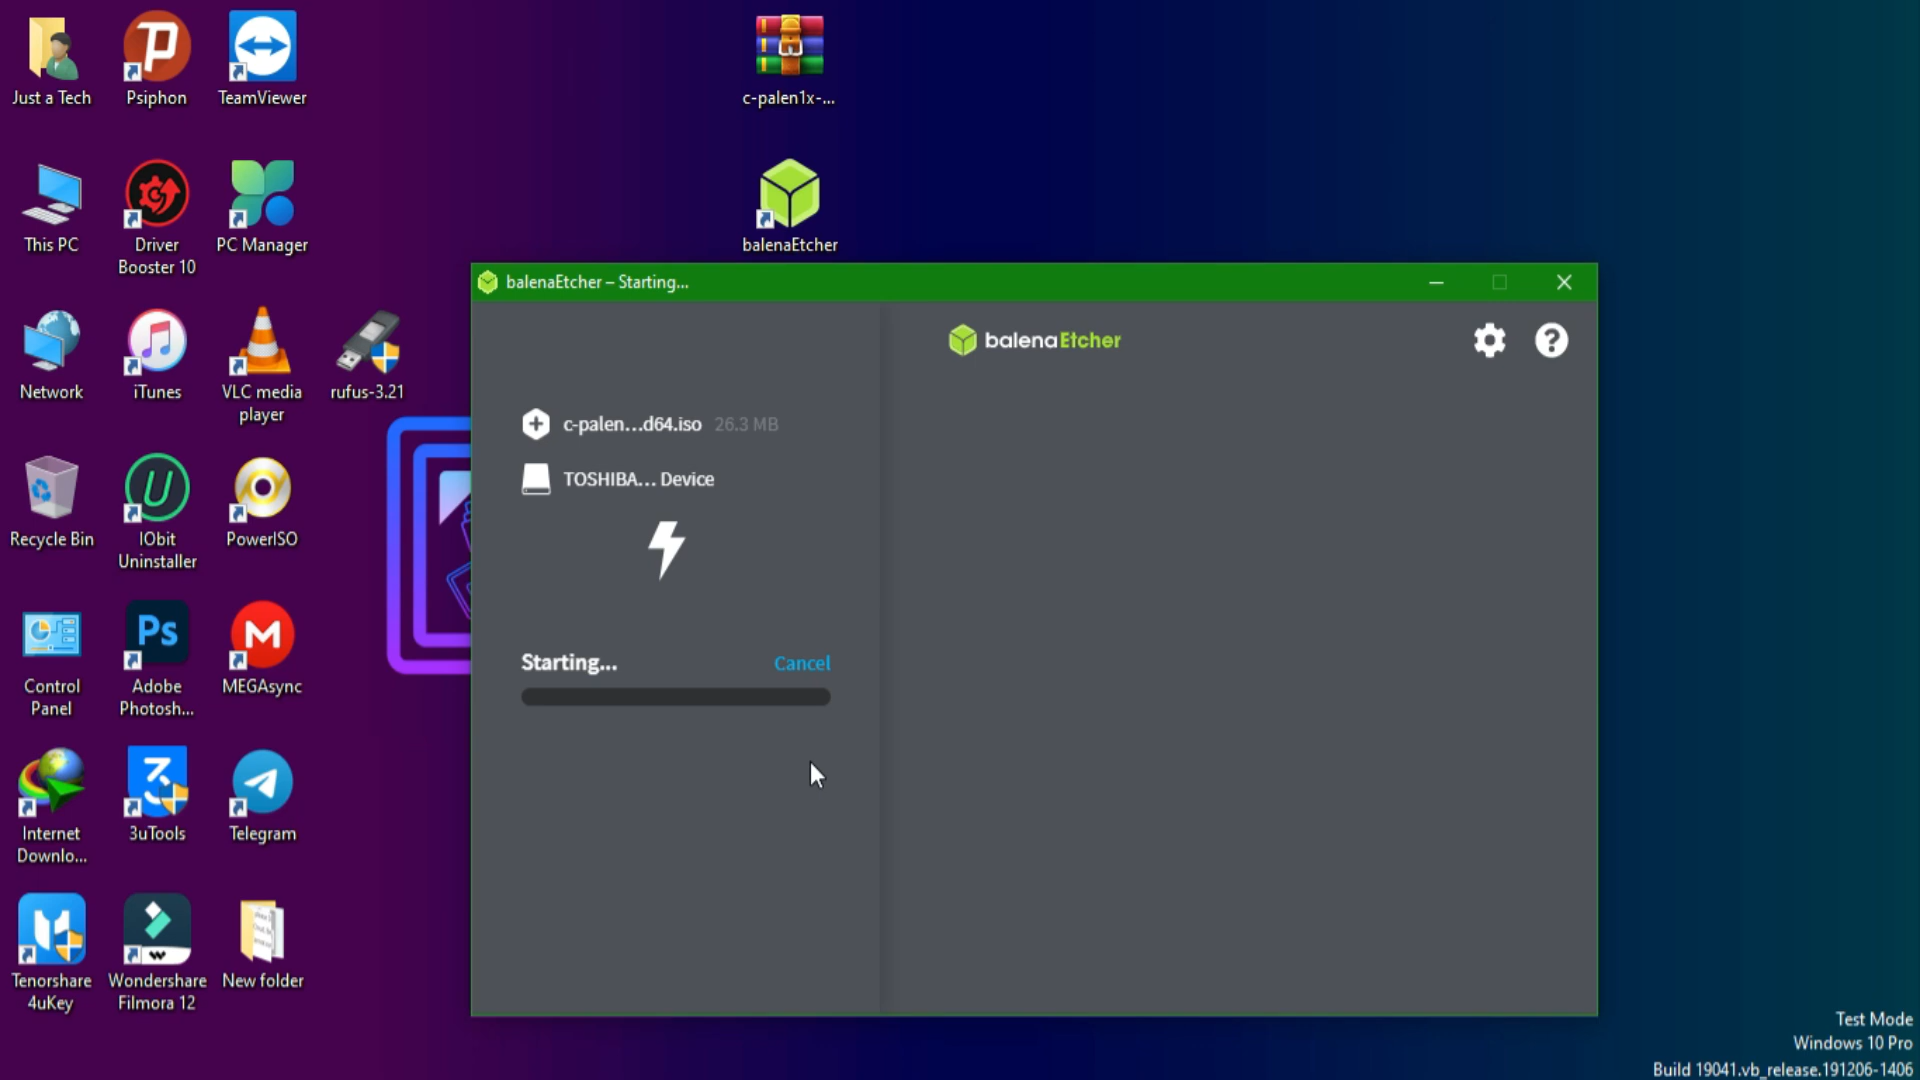 Just a Tech
Psiphon
TeamViewer
c-palen1x-...
This PC
Driver
Booster 10
PC Manager
balenaEtcher
Network
iTunes
VLC media
player
rufus-3.21
Recycle Bin
IObit
Uninstaller
PowerISO
Control
Panel
Ps
Adobe
Photosh...
MEGAsync
Internet
Downlo...
3uTools
Telegram
Tenorshare
4uKey
Wondershare
Filmora 12
New folder
balenaEtcher – Starting...
balenaEtcher
c-palen...d64.iso 26.3 MB
TOSHIBA... Device
Starting...
Cancel
Test Mode
Windows 10 Pro
Build 19041.vb_release.191206-1406